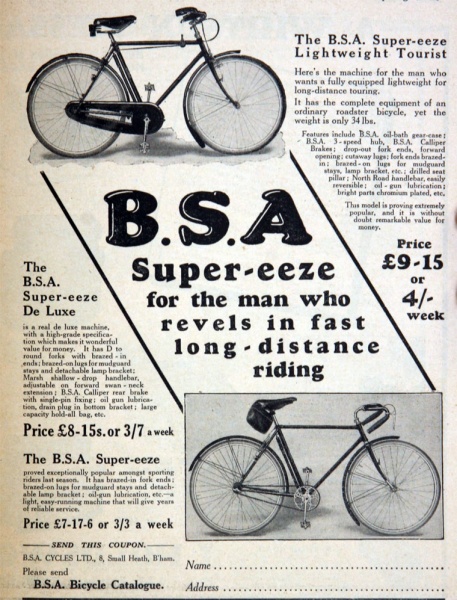 The B.S.A. Super-eeze
Lightweight Tourist
Here's the machine for the man who
wants a fully equipped lightweight for
long-distance touring.
It has the complete equipment of an
ordinary roadster bicycle, yet the
weight is only 34 lbs.
Features include B.S.A. oil-bath gear-case;
B.S.A. 3-speed hub, B.S.A. Calliper
Brakes; drop-out fork ends, forward
opening; cutaway lugs; fork ends brazed-
in; brazed-on lugs for mudguard
stays, lamp bracket, etc.; drilled seat
pillar; North Road handlebar, easily
reversible; oil-gun lubrication;
bright parts chromium plated, etc.
This model is proving extremely
popular, and it is without
doubt remarkable value for
money.
Price
£9-15
or
4/-
week
B.S.A
Super-eeze
for the man who
revels in fast
long-distance
riding
The
B.S.A.
Super-eeze
De Luxe
is a real de luxe machine,
with a high-grade specifica-
tion which makes it wonderful
value for money. It has D to
round forks with brazed-in
ends; brazed-on lugs for mudguard
stays and detachable lamp bracket;
Marsh shallow-drop handlebar,
adjustable on forward swan-neck
extension; B.S.A. Calliper rear brake
with single-pin fixing; oil gun lubrica-
tion, drain plug in bottom bracket; large
capacity hold-all bag, etc.
Price £8-15s. or 3/7 a week
The B.S.A. Super-eeze
proved exceptionally popular amongst sporting
riders last season. It has brazed-in fork ends;
brazed-on lugs for mudguard stays and detach-
able lamp bracket; oil-gun lubrication, etc.—a
light, easy-running machine that will give years
of reliable service.
Price £7-17-6 or 3/3 a week
SEND THIS COUPON.
B.S.A. CYCLES LTD., 8, Small Heath, B'ham.
Please send
B.S.A. Bicycle Catalogue.
Name
Address